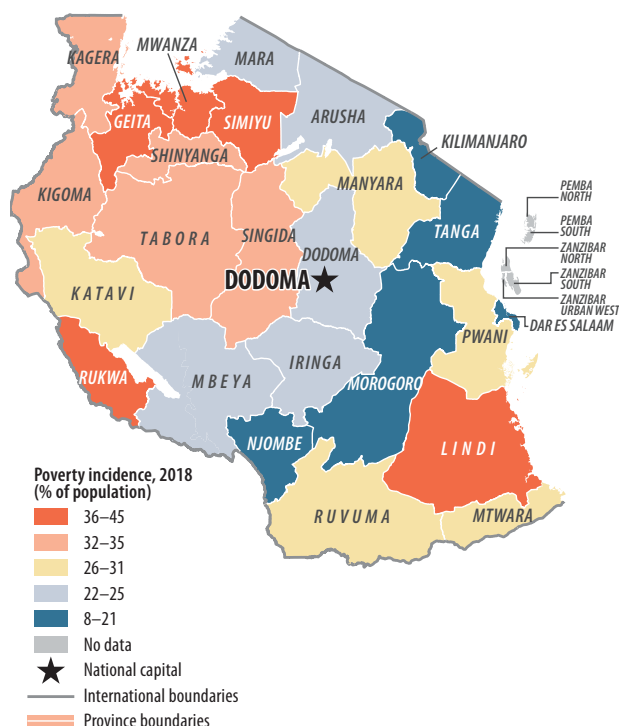 KAGERA
MWANZA
MARA
GEITA
SIMIYU
ARUSHA
KILIMANJARO
SHINYANGA
KIGOMA
MANYARA
PEMBA
NORTH
PEMBA
SOUTH
TABORA
SINGIDA
TANGA
ZANZIBAR
NORTH
DODOMA
DODOMA
ZANZIBAR
SOUTH
KATAVI
ZANZIBAR
URBAN WEST
DAR ES SALAAM
PWANI
IRINGA
RUKWA
MBEYA
MOROGORO
NJOMBE
LINDI
RUVUMA
MTWARA
Poverty incidence, 2018
(% of population)
36–45
32–35
26–31
22–25
8–21
No data
National capital
International boundaries
Province boundaries